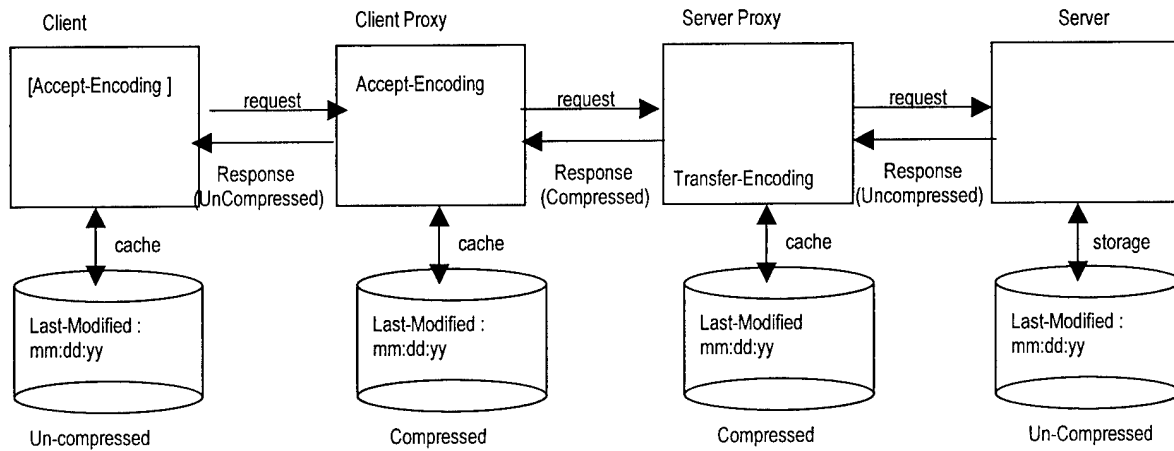 Client
Client Proxy
Server Proxy
Server
[Accept-Encoding ]
Accept-Encoding
request
request
request
Response
(UnCompressed)
Response
(Compressed)
Transfer-Encoding
Response
(Uncompressed)
cache
cache
cache
storage
Last-Modified :
mm:dd:yy
Last-Modified :
mm:dd:yy
Last-Modified
mm:dd:yy
Last-Modified :
mm:dd:yy
Un-compressed
Compressed
Compressed
Un-Compressed